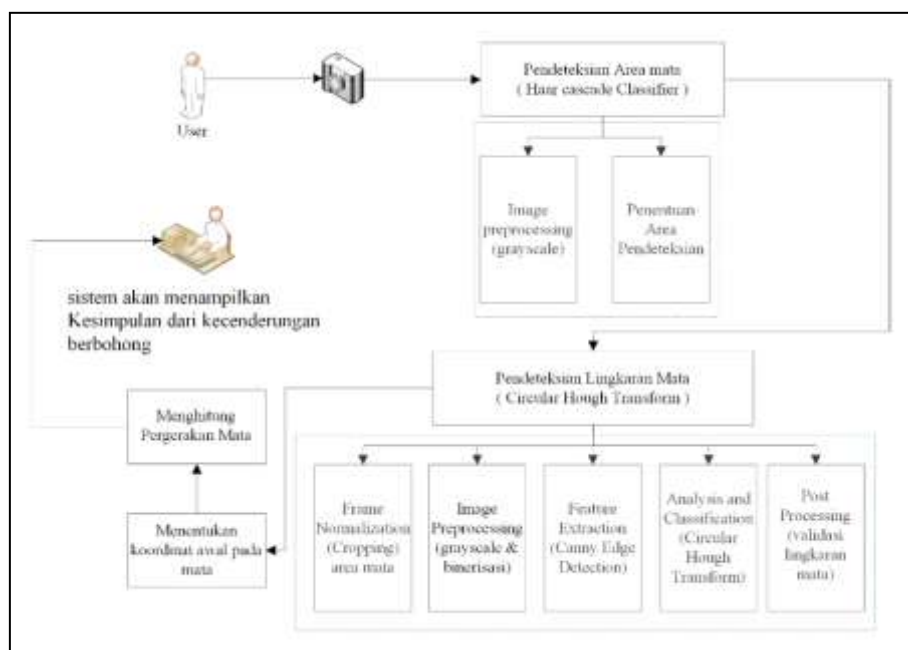 Pendeteksian Area mata
( Haar cascade Classifier )
User
Image
preprocessing
(grayscale)
Penentuan
Area
Pendeteksian
sistem akan menampilkan
Kesimpulan dari kecenderungan
berbohong
Pendeteksian Lingkaran Mata
( Circular Hough Transform )
Menghitung
Pergerakan Mata
Menentukan
koordinat awal pada
mata
Frame
Normalization
(Cropping)
area mata
Image
Preprocessing
(grayscale &
binerisasi)
Feature
Extraction
(Canny Edge
Detection)
Analysis and
Classification
(Circular
Hough
Transform)
Post
Processing
(validasi
lingkaran
mata)